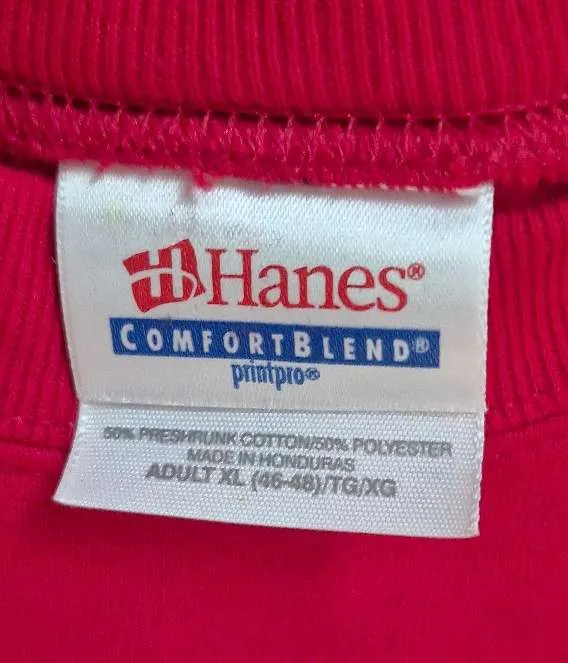 Hanes®
COMFORTBLEND®
printpro®
50% PRESHRUNK COTTON/50% POLYESTER
MADE IN HONDURAS
ADULT XL (46-48)/TG/XG